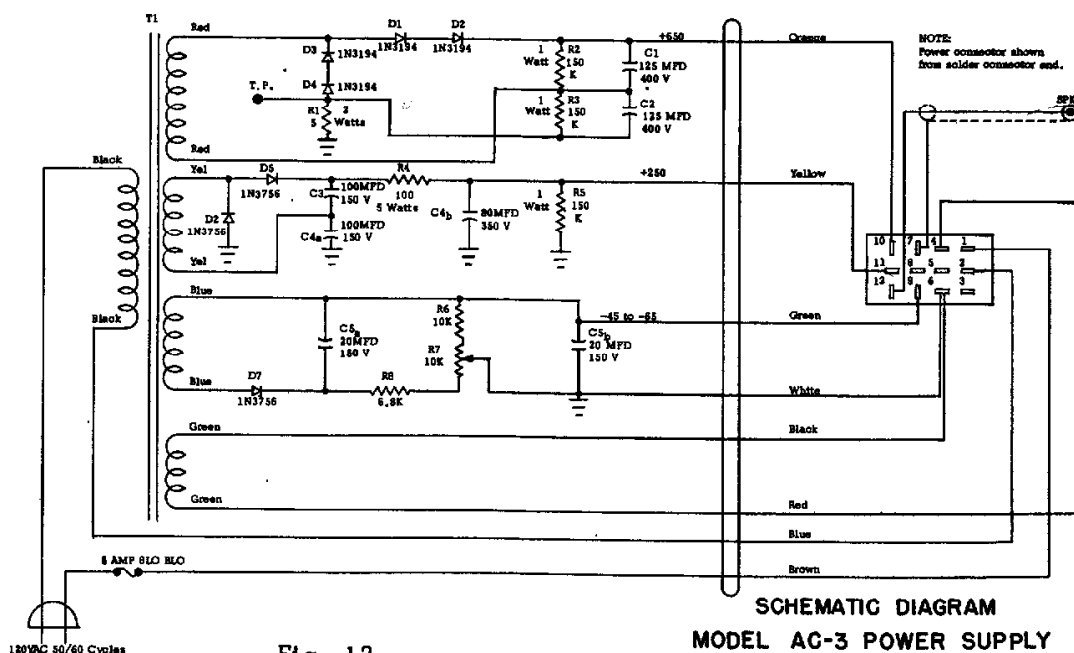 T1
Red
D1
1N3194
D2
1N3194
D3
1N3194
D4
1N3194
T.P.
R1
5
2
Watts
Red
1
Watt
R2
150
K
1
Watt
R3
150
K
C1
125 MFD
400 V
C2
125 MFD
400 V
+650
Orange
NOTE:
Power connector shown
from solder connector end.
Black
Yel
D5
1N3756
D2
1N3756
C3
100MFD
150 V
C4a
100MFD
150 V
R4
100
5 Watts
C4b
80MFD
350 V
1
Watt
R5
150
K
+250
Yellow
Yel
10
7
4
1
11
8
5
2
12
9
6
3
Black
Blue
C5a
20MFD
150 V
R6
10K
R7
10K
C5b
20 MFD
150 V
-45 to -65
Green
Blue
D7
1N3756
R8
6.8K
White
Green
Black
Green
Red
Blue
5 AMP SLO BLO
Brown
120VAC 50/60 Cycles
SCHEMATIC DIAGRAM
MODEL AC-3 POWER SUPPLY